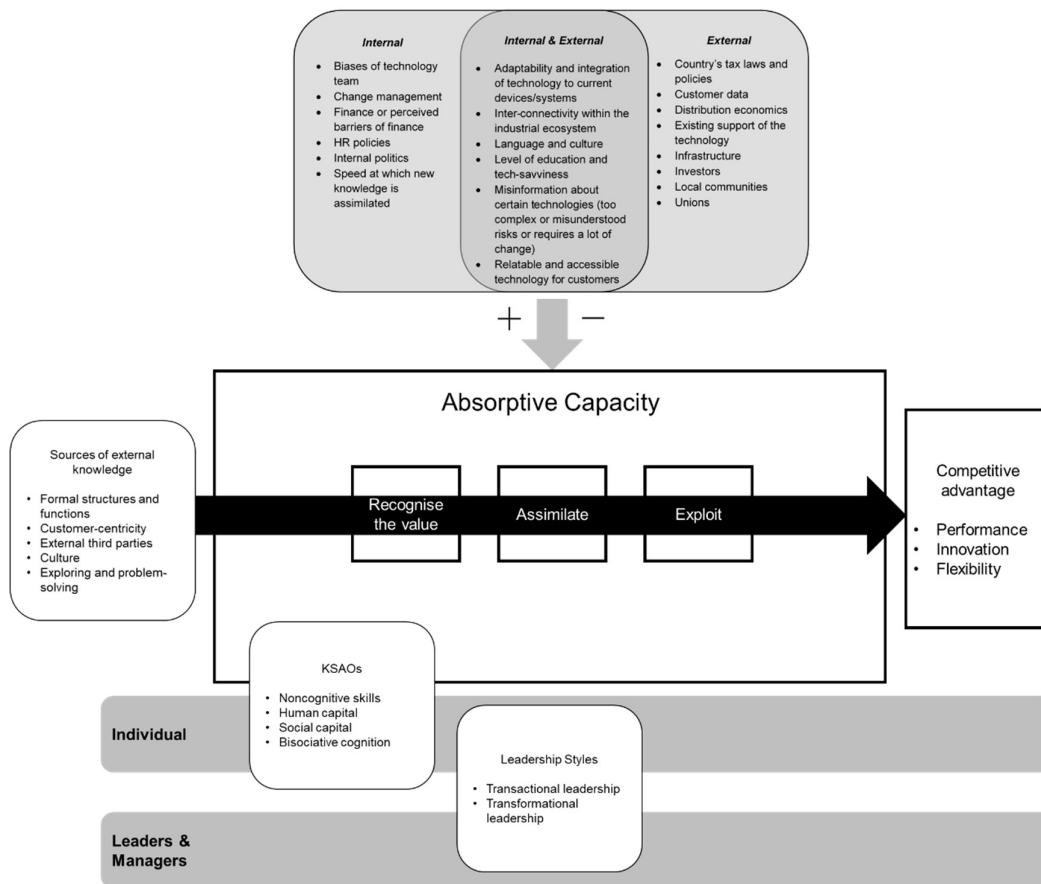 Internal
• Biases of technology
team
• Change management
• Finance or perceived
barriers of finance
• HR policies
• Internal politics
• Speed at which new
knowledge is
assimilated
Internal & External
• Adaptability and integration
of technology to current
devices/systems
• Inter-connectivity within the
industrial ecosystem
• Language and culture
• Level of education and
tech-savviness
• Misinformation about
certain technologies (too
complex or misunderstood
risks or requires a lot of
change)
• Relatable and accessible
technology for customers
External
• Country's tax laws and
policies
• Customer data
• Distribution economics
• Existing support of the
technology
• Infrastructure
• Investors
• Local communities
• Unions
+ −
Absorptive Capacity
Sources of external
knowledge
• Formal structures and
functions
• Customer-centricity
• External third parties
• Culture
• Exploring and problem-
solving
Recognise
the value
Assimilate
Exploit
Competitive
advantage
• Performance
• Innovation
• Flexibility
KSAOs
• Noncognitive skills
• Human capital
• Social capital
• Bisociative cognition
Individual
Leadership Styles
• Transactional leadership
• Transformational
leadership
Leaders &
Managers